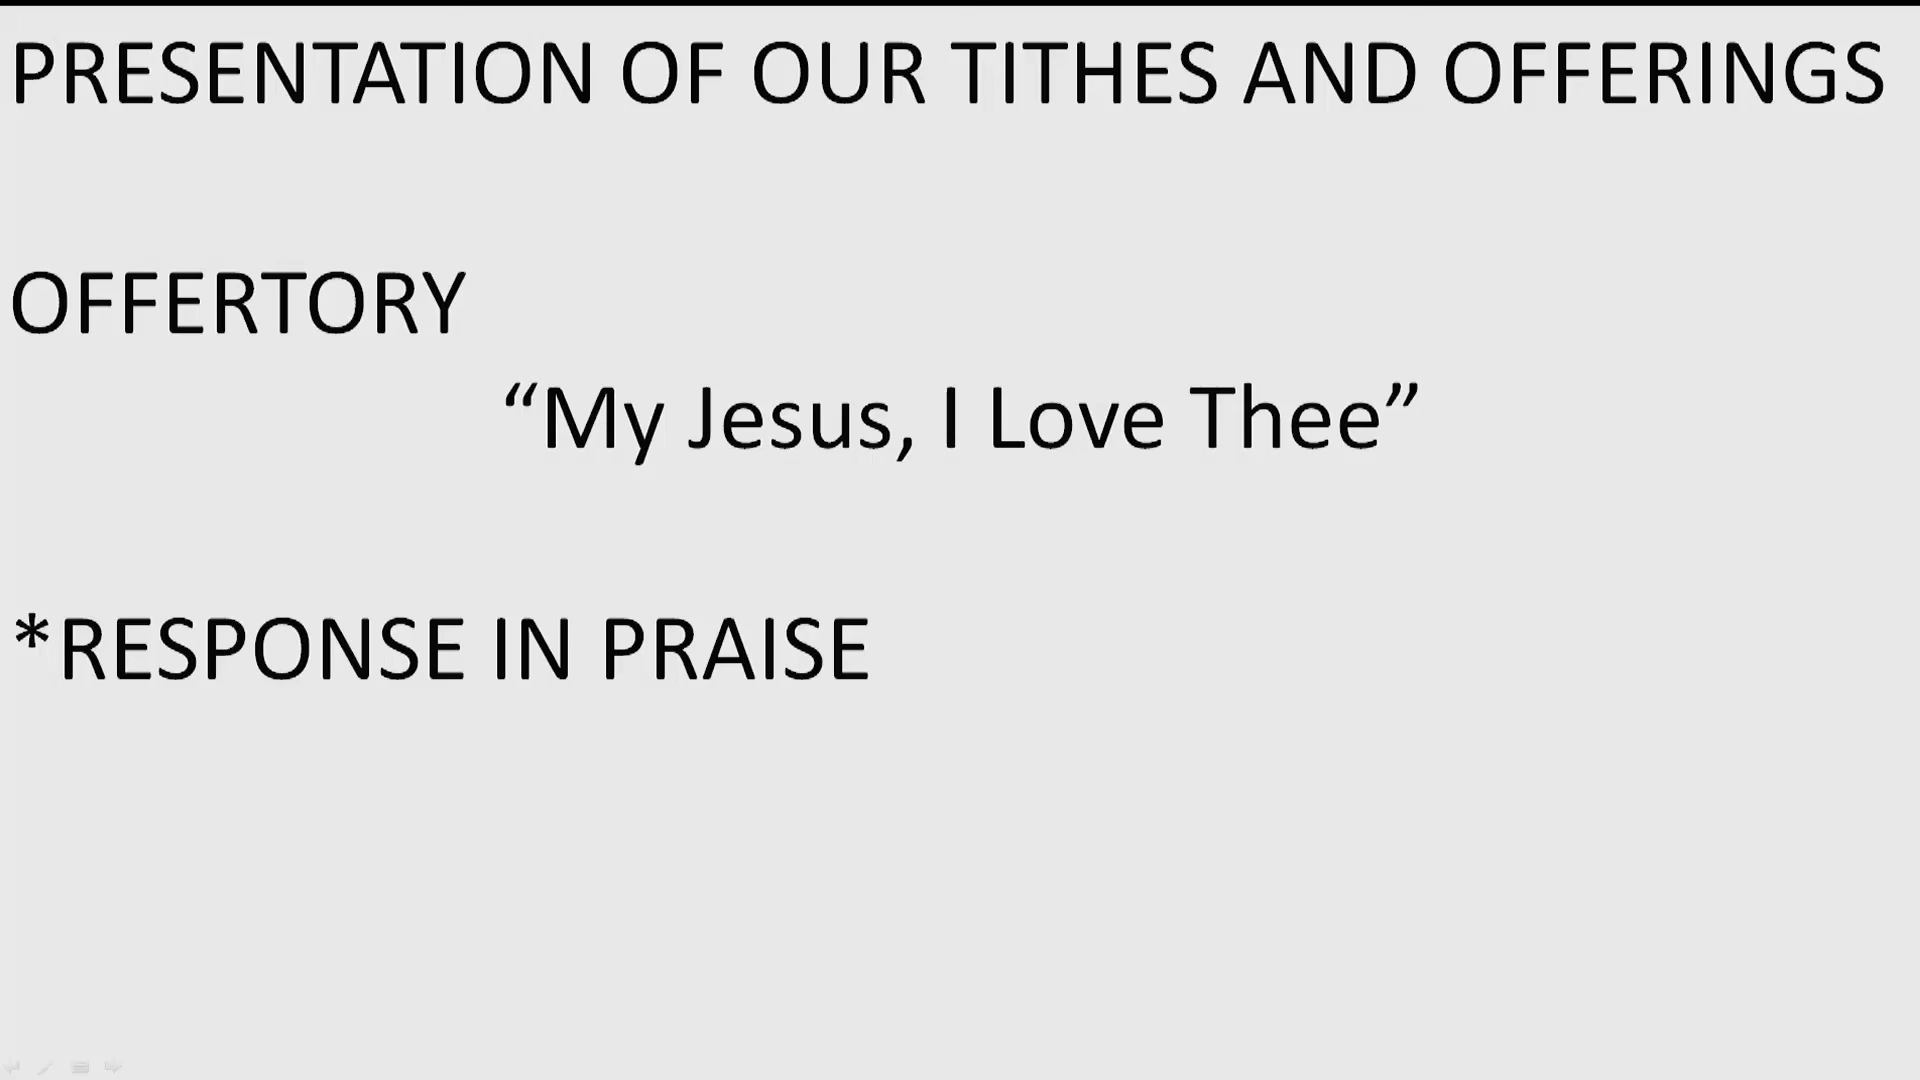 PRESENTATION OF OUR TITHES AND OFFERINGS
OFFERTORY
“My Jesus, I Love Thee”
*RESPONSE IN PRAISE